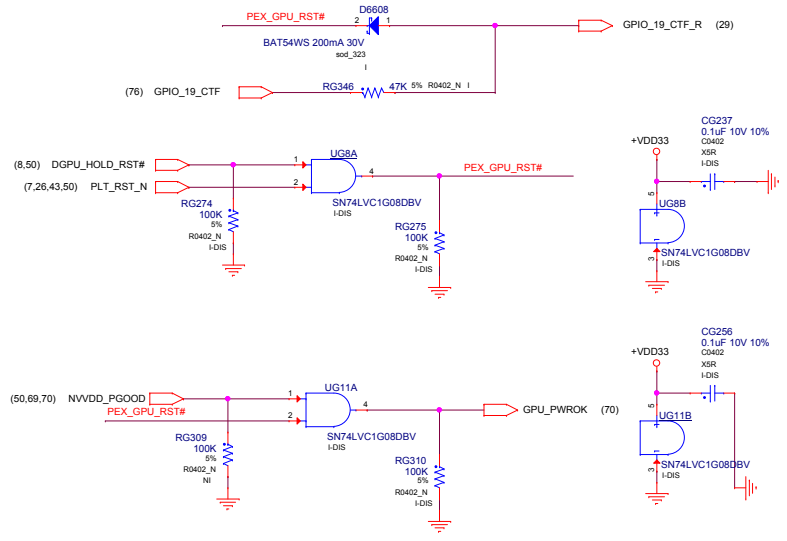 D6608
PEX_GPU_RST#
2
1
GPIO_19_CTF_R (29)
BAT54WS 200mA 30V
sod_323
I
(76) GPIO_19_CTF
RG346
47K 5% R0402_N I
CG237
0.1uF 10V 10%
C0402
X5R
I-DIS
+VDD33
(8,50) DGPU_HOLD_RST#
1
UG8A
4
PEX_GPU_RST#
(7,26,43,50) PLT_RST_N
2
SN74LVC1G08DBV
I-DIS
RG274
100K
5%
R0402_N
I-DIS
RG275
100K
5%
R0402_N
I-DIS
5
UG8B
SN74LVC1G08DBV
I-DIS
3
CG256
0.1uF 10V 10%
C0402
X5R
I-DIS
+VDD33
(50,69,70) NVVDD_PGOOD
1
UG11A
4
GPU_PWROK (70)
PEX_GPU_RST#
2
SN74LVC1G08DBV
I-DIS
RG309
100K
5%
R0402_N
NI
RG310
100K
5%
R0402_N
I-DIS
5
UG11B
SN74LVC1G08DBV
I-DIS
3